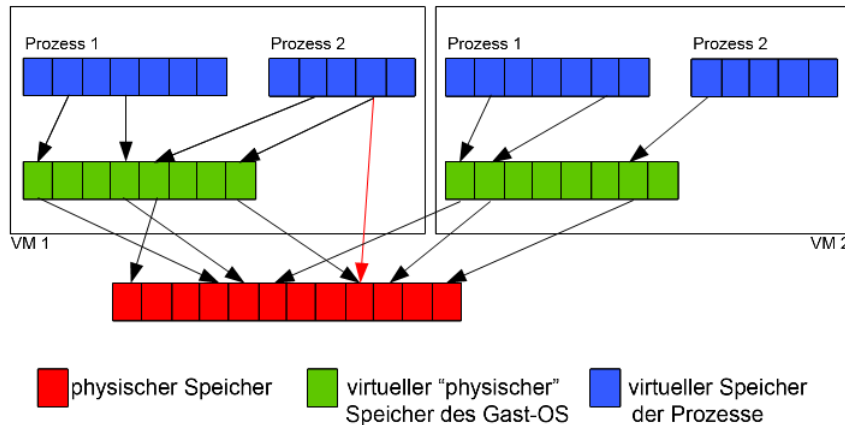 Prozess 1
Prozess 2
Prozess 1
Prozess 2
VM 1
VM 2
physischer Speicher
virtueller “physischer”
Speicher des Gast-OS
virtueller Speicher
der Prozesse